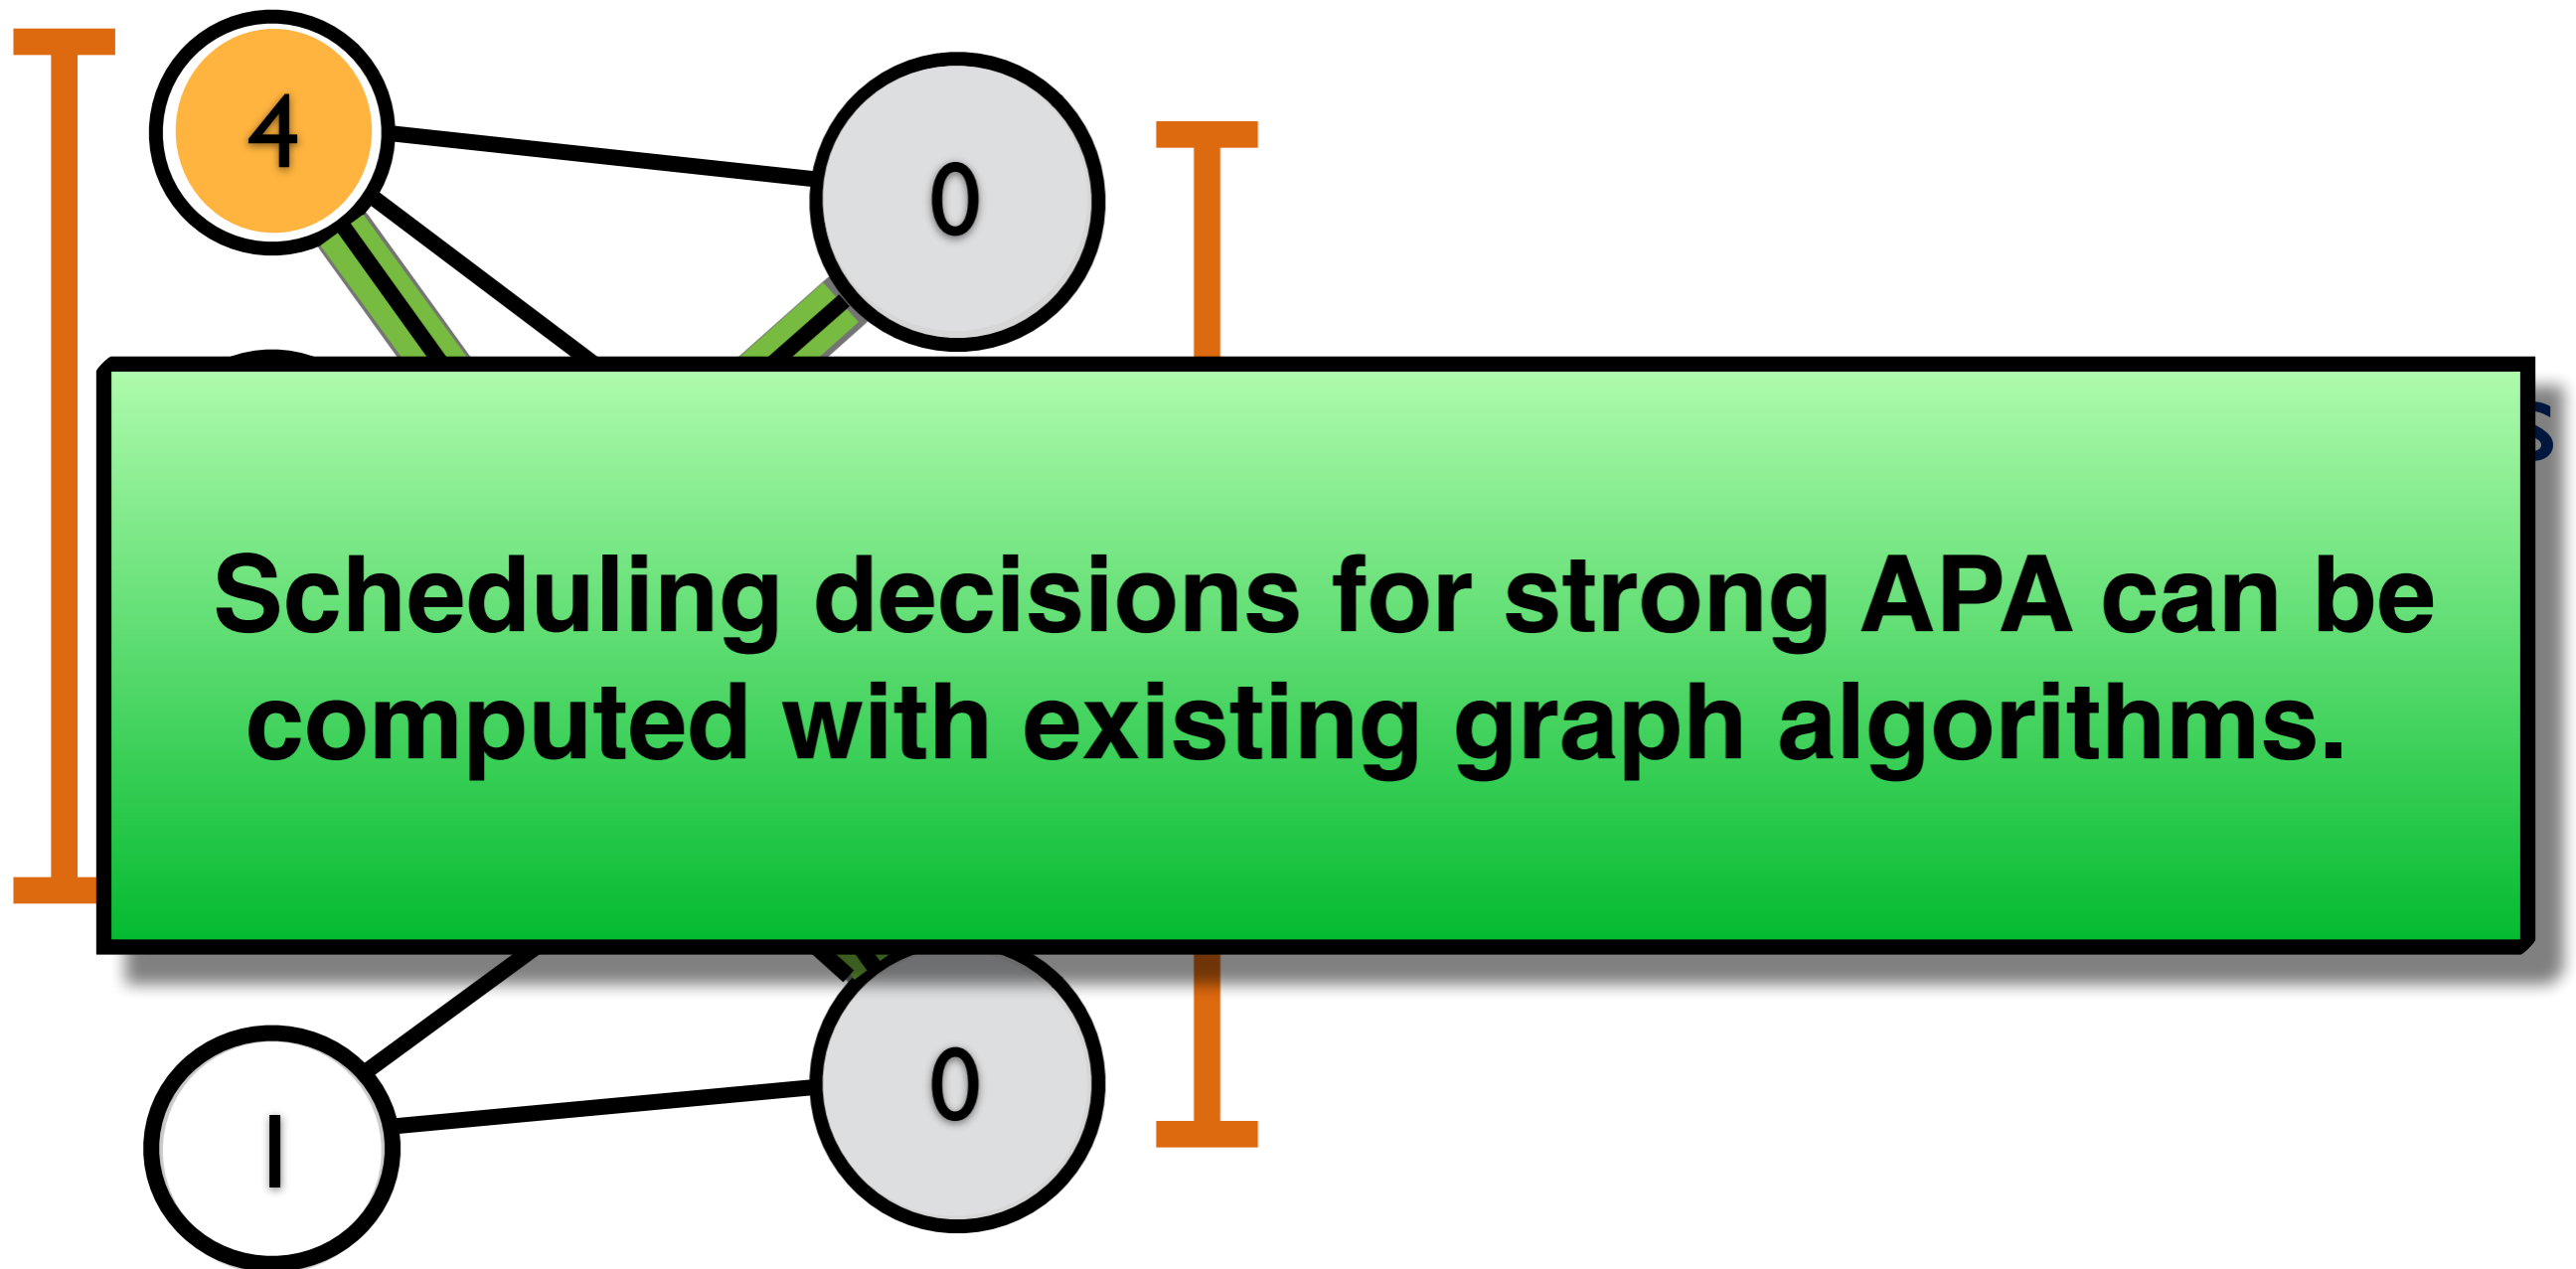 4
0
Scheduling decisions for strong APA can be
computed with existing graph algorithms.
0
1